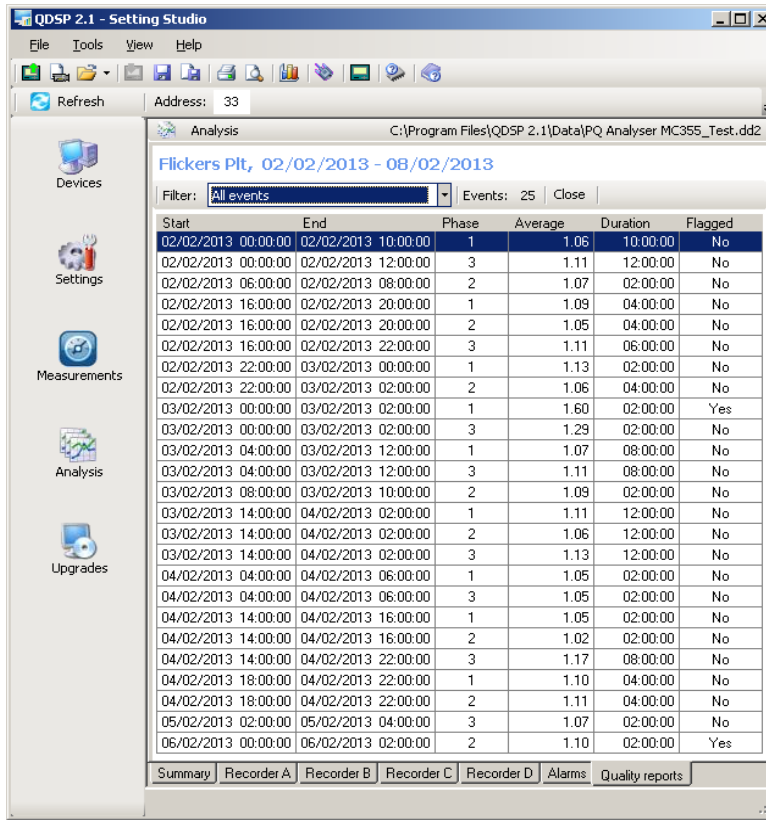 QDSP 2.1 - Setting Studio
File Tools View Help
Refresh Address: 33
Analysis C:\Program Files\QDSP 2.1\Data\PQ Analyser MC355_Test.dd2
Flickers Plt, 02/02/2013 - 08/02/2013
Filter: All events Events: 25 Close
Start End Phase Average Duration Flagged
02/02/2013 00:00:00 02/02/2013 10:00:00 1 1.06 10:00:00 No
02/02/2013 00:00:00 02/02/2013 12:00:00 3 1.11 12:00:00 No
02/02/2013 06:00:00 02/02/2013 08:00:00 2 1.07 02:00:00 No
02/02/2013 16:00:00 02/02/2013 20:00:00 1 1.09 04:00:00 No
02/02/2013 16:00:00 02/02/2013 20:00:00 2 1.05 04:00:00 No
02/02/2013 16:00:00 02/02/2013 22:00:00 3 1.11 06:00:00 No
02/02/2013 22:00:00 03/02/2013 00:00:00 1 1.13 02:00:00 No
02/02/2013 22:00:00 03/02/2013 02:00:00 2 1.06 04:00:00 No
03/02/2013 00:00:00 03/02/2013 02:00:00 1 1.60 02:00:00 Yes
03/02/2013 00:00:00 03/02/2013 02:00:00 3 1.29 02:00:00 No
03/02/2013 04:00:00 03/02/2013 12:00:00 1 1.07 08:00:00 No
03/02/2013 04:00:00 03/02/2013 12:00:00 3 1.11 08:00:00 No
03/02/2013 08:00:00 03/02/2013 10:00:00 2 1.09 02:00:00 No
03/02/2013 14:00:00 04/02/2013 02:00:00 1 1.11 12:00:00 No
03/02/2013 14:00:00 04/02/2013 02:00:00 2 1.06 12:00:00 No
03/02/2013 14:00:00 04/02/2013 02:00:00 3 1.13 12:00:00 No
04/02/2013 04:00:00 04/02/2013 06:00:00 1 1.05 02:00:00 No
04/02/2013 04:00:00 04/02/2013 06:00:00 3 1.05 02:00:00 No
04/02/2013 14:00:00 04/02/2013 16:00:00 1 1.05 02:00:00 No
04/02/2013 14:00:00 04/02/2013 16:00:00 2 1.02 02:00:00 No
04/02/2013 14:00:00 04/02/2013 22:00:00 3 1.17 08:00:00 No
04/02/2013 18:00:00 04/02/2013 22:00:00 1 1.10 04:00:00 No
04/02/2013 18:00:00 04/02/2013 22:00:00 2 1.11 04:00:00 No
05/02/2013 02:00:00 05/02/2013 04:00:00 3 1.07 02:00:00 No
06/02/2013 00:00:00 06/02/2013 02:00:00 2 1.10 02:00:00 Yes
Summary Recorder A Recorder B Recorder C Recorder D Alarms Quality reports
Devices
Settings
Measurements
Analysis
Upgrades